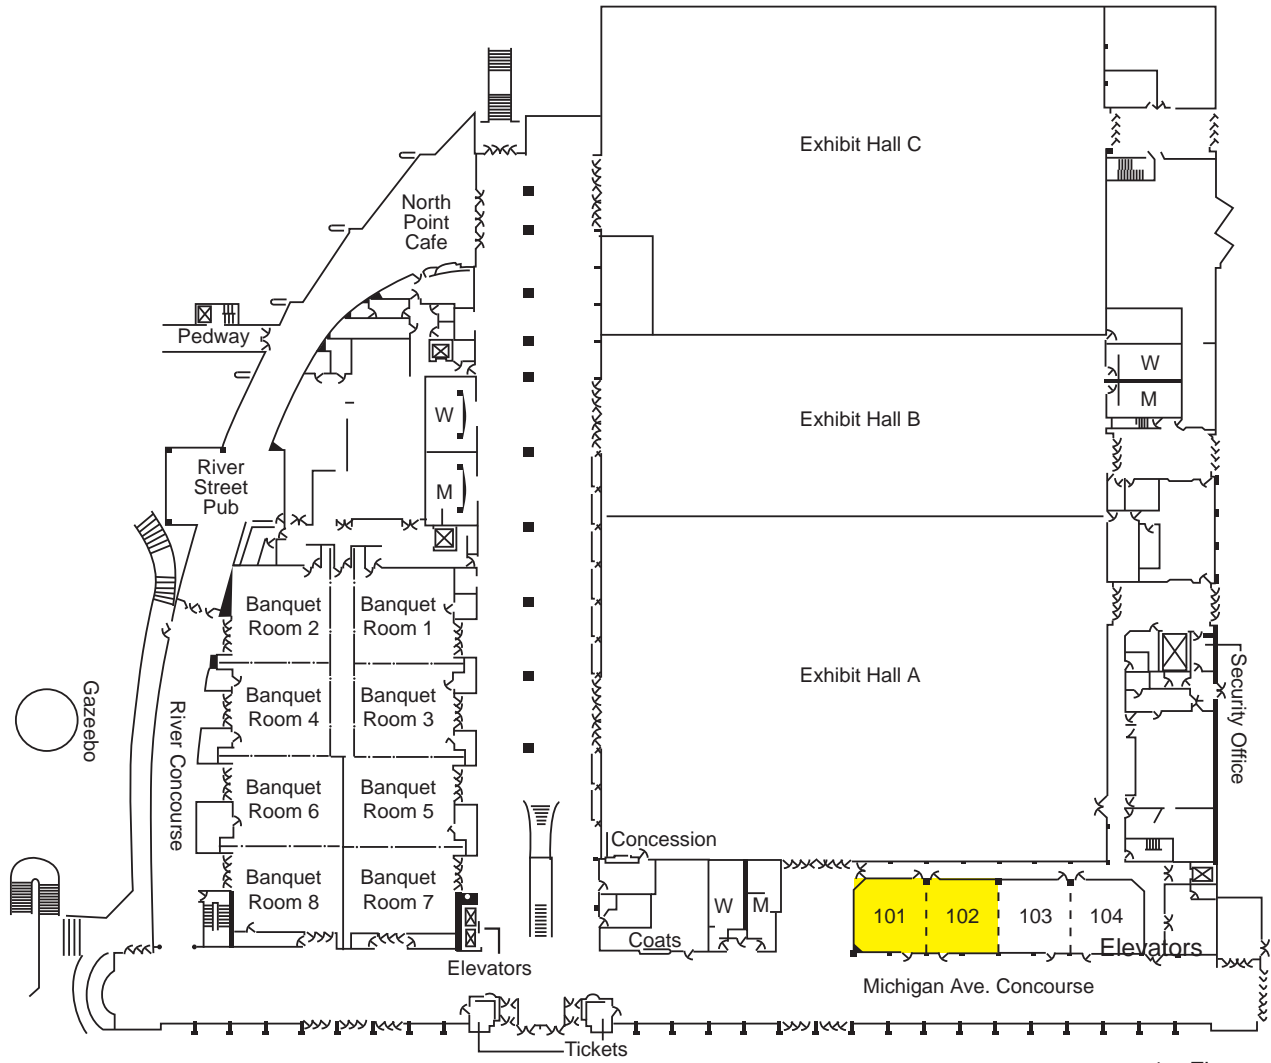 Exhibit Hall C
North
Point
Cafe
Pedway
W
M
Exhibit Hall B
W
M
River
Street
Pub
Banquet
Room 2
Banquet
Room 1
Exhibit Hall A
Security Office
Gazeebo
River Concourse
Banquet
Room 4
Banquet
Room 3
Banquet
Room 6
Banquet
Room 5
Concession
Banquet
Room 8
Banquet
Room 7
W
M
101
102
103
104
Coats
Elevators
Elevators
Michigan Ave. Concourse
Tickets